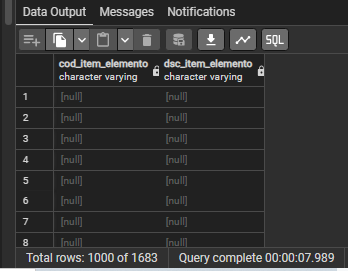 Data Output Messages Notifications
SQL
cod_item_elemento dsc_item_elemento
character varying character varying
1 [null] [null]
2 [null] [null]
3 [null] [null]
4 [null] [null]
5 [null] [null]
6 [null] [null]
7 [null] [null]
8 [null] [null]
Total rows: 1000 of 1683 Query complete 00:00:07.989